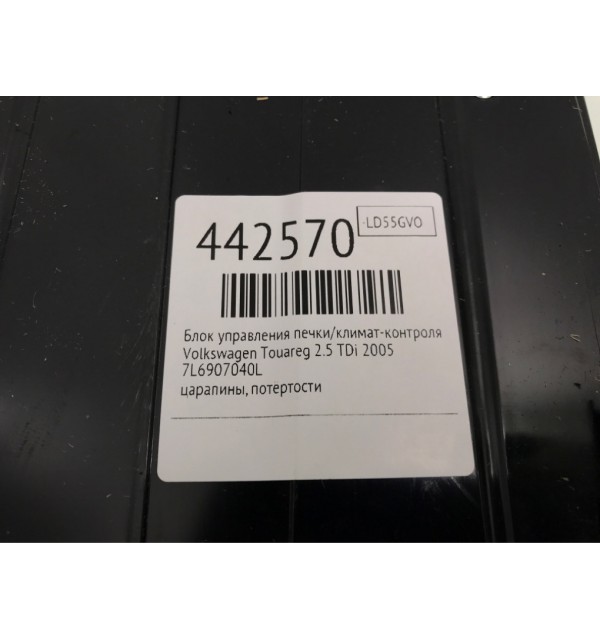 442570
LD55GVO
Блок управления печки/климат-контроля
Volkswagen Touareg 2.5 TDi 2005
7L6907040L
царапины, потертости